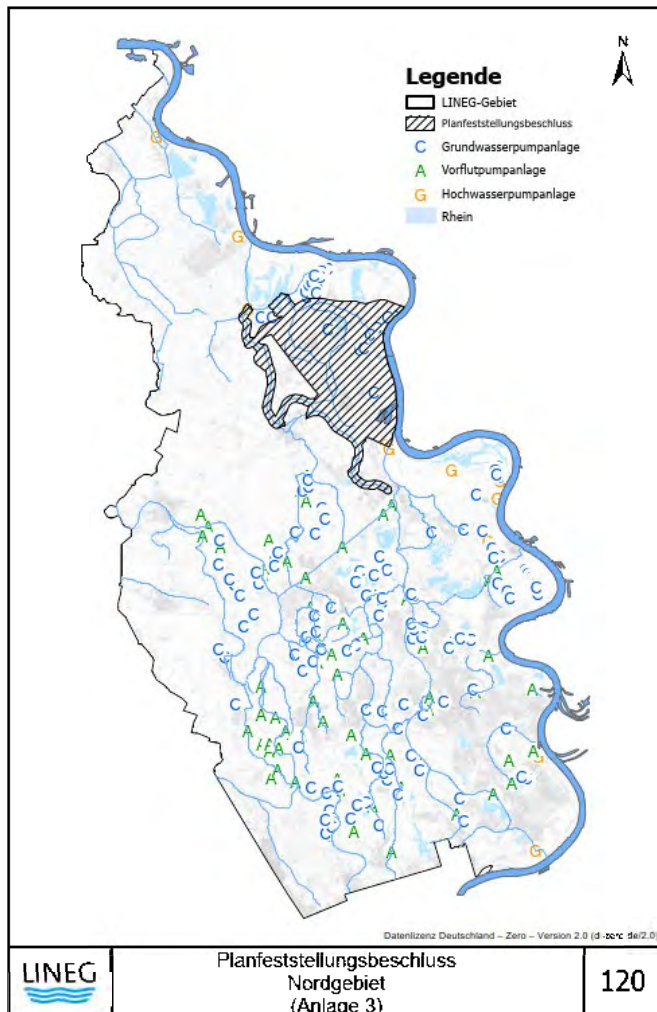 N
Legende
LINEG-Gebiet
Planfeststellungsbeschluss
C Grundwasserpumpanlage
A Vorflutpumpanlage
G Hochwasserpumpanlage
Rhein
Datenlizenz Deutschland – Zero – Version 2.0
LINEG
Planfeststellungsbeschluss
Nordgebiet
(Anlage 3)
120